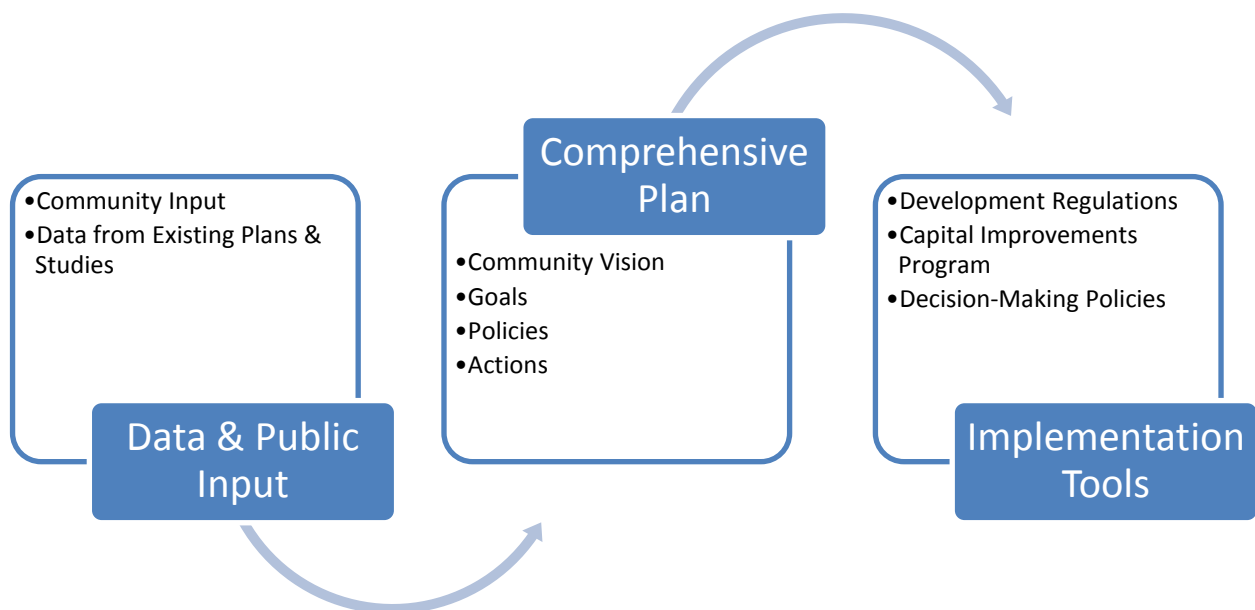 •Community Input
•Data from Existing Plans &
Studies
Data & Public
Input
Comprehensive
Plan
•Community Vision
•Goals
•Policies
•Actions
•Development Regulations
•Capital Improvements
Program
•Decision-Making Policies
Implementation
Tools